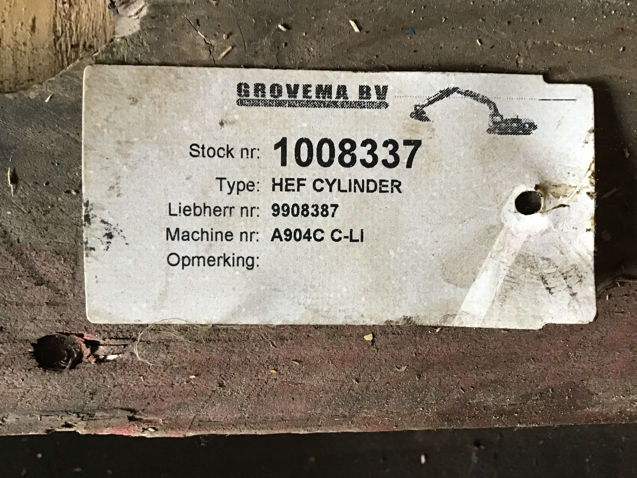 GROVEMA BV
Stock nr: 1008337
Type: HEF CYLINDER
Liebherr nr: 9908387
Machine nr: A904C C-LI
Opmerking: